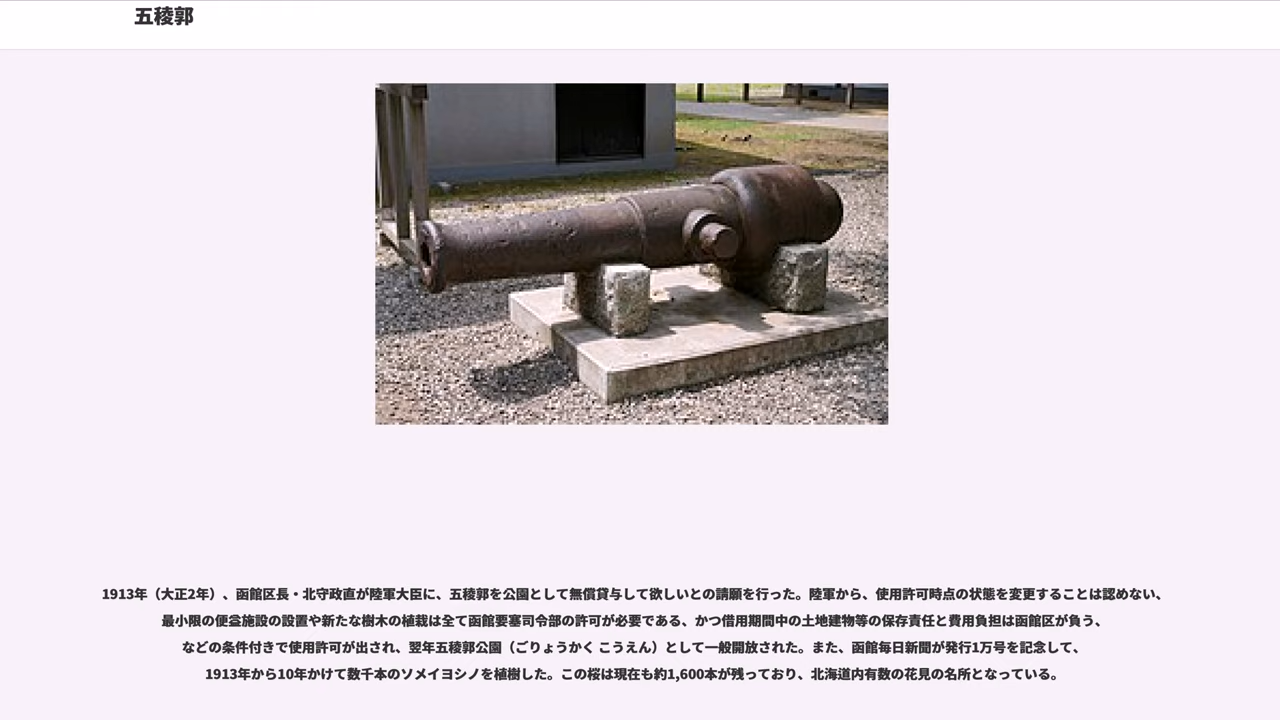 五稜郭
1913年（大正2年）、函館区長・北守政直が陸軍大臣に、五稜郭を公園として無償貸与して欲しいとの請願を行った。陸軍から、使用許可時点の状態を変更することは認めない、
最小限の便益施設の設置や新たな樹木の植栽は全て函館要塞司令部の許可が必要である、かつ借用期間中の土地建物等の保存責任と費用負担は函館区が負う、
などの条件付きで使用許可が出され、翌年五稜郭公園（ごりょうかく こうえん）として一般開放された。また、函館毎日新聞が発行1万号を記念して、
1913年から10年かけて数千本のソメイヨシノを植樹した。この桜は現在も約1,600本が残っており、北海道内有数の花見の名所となっている。